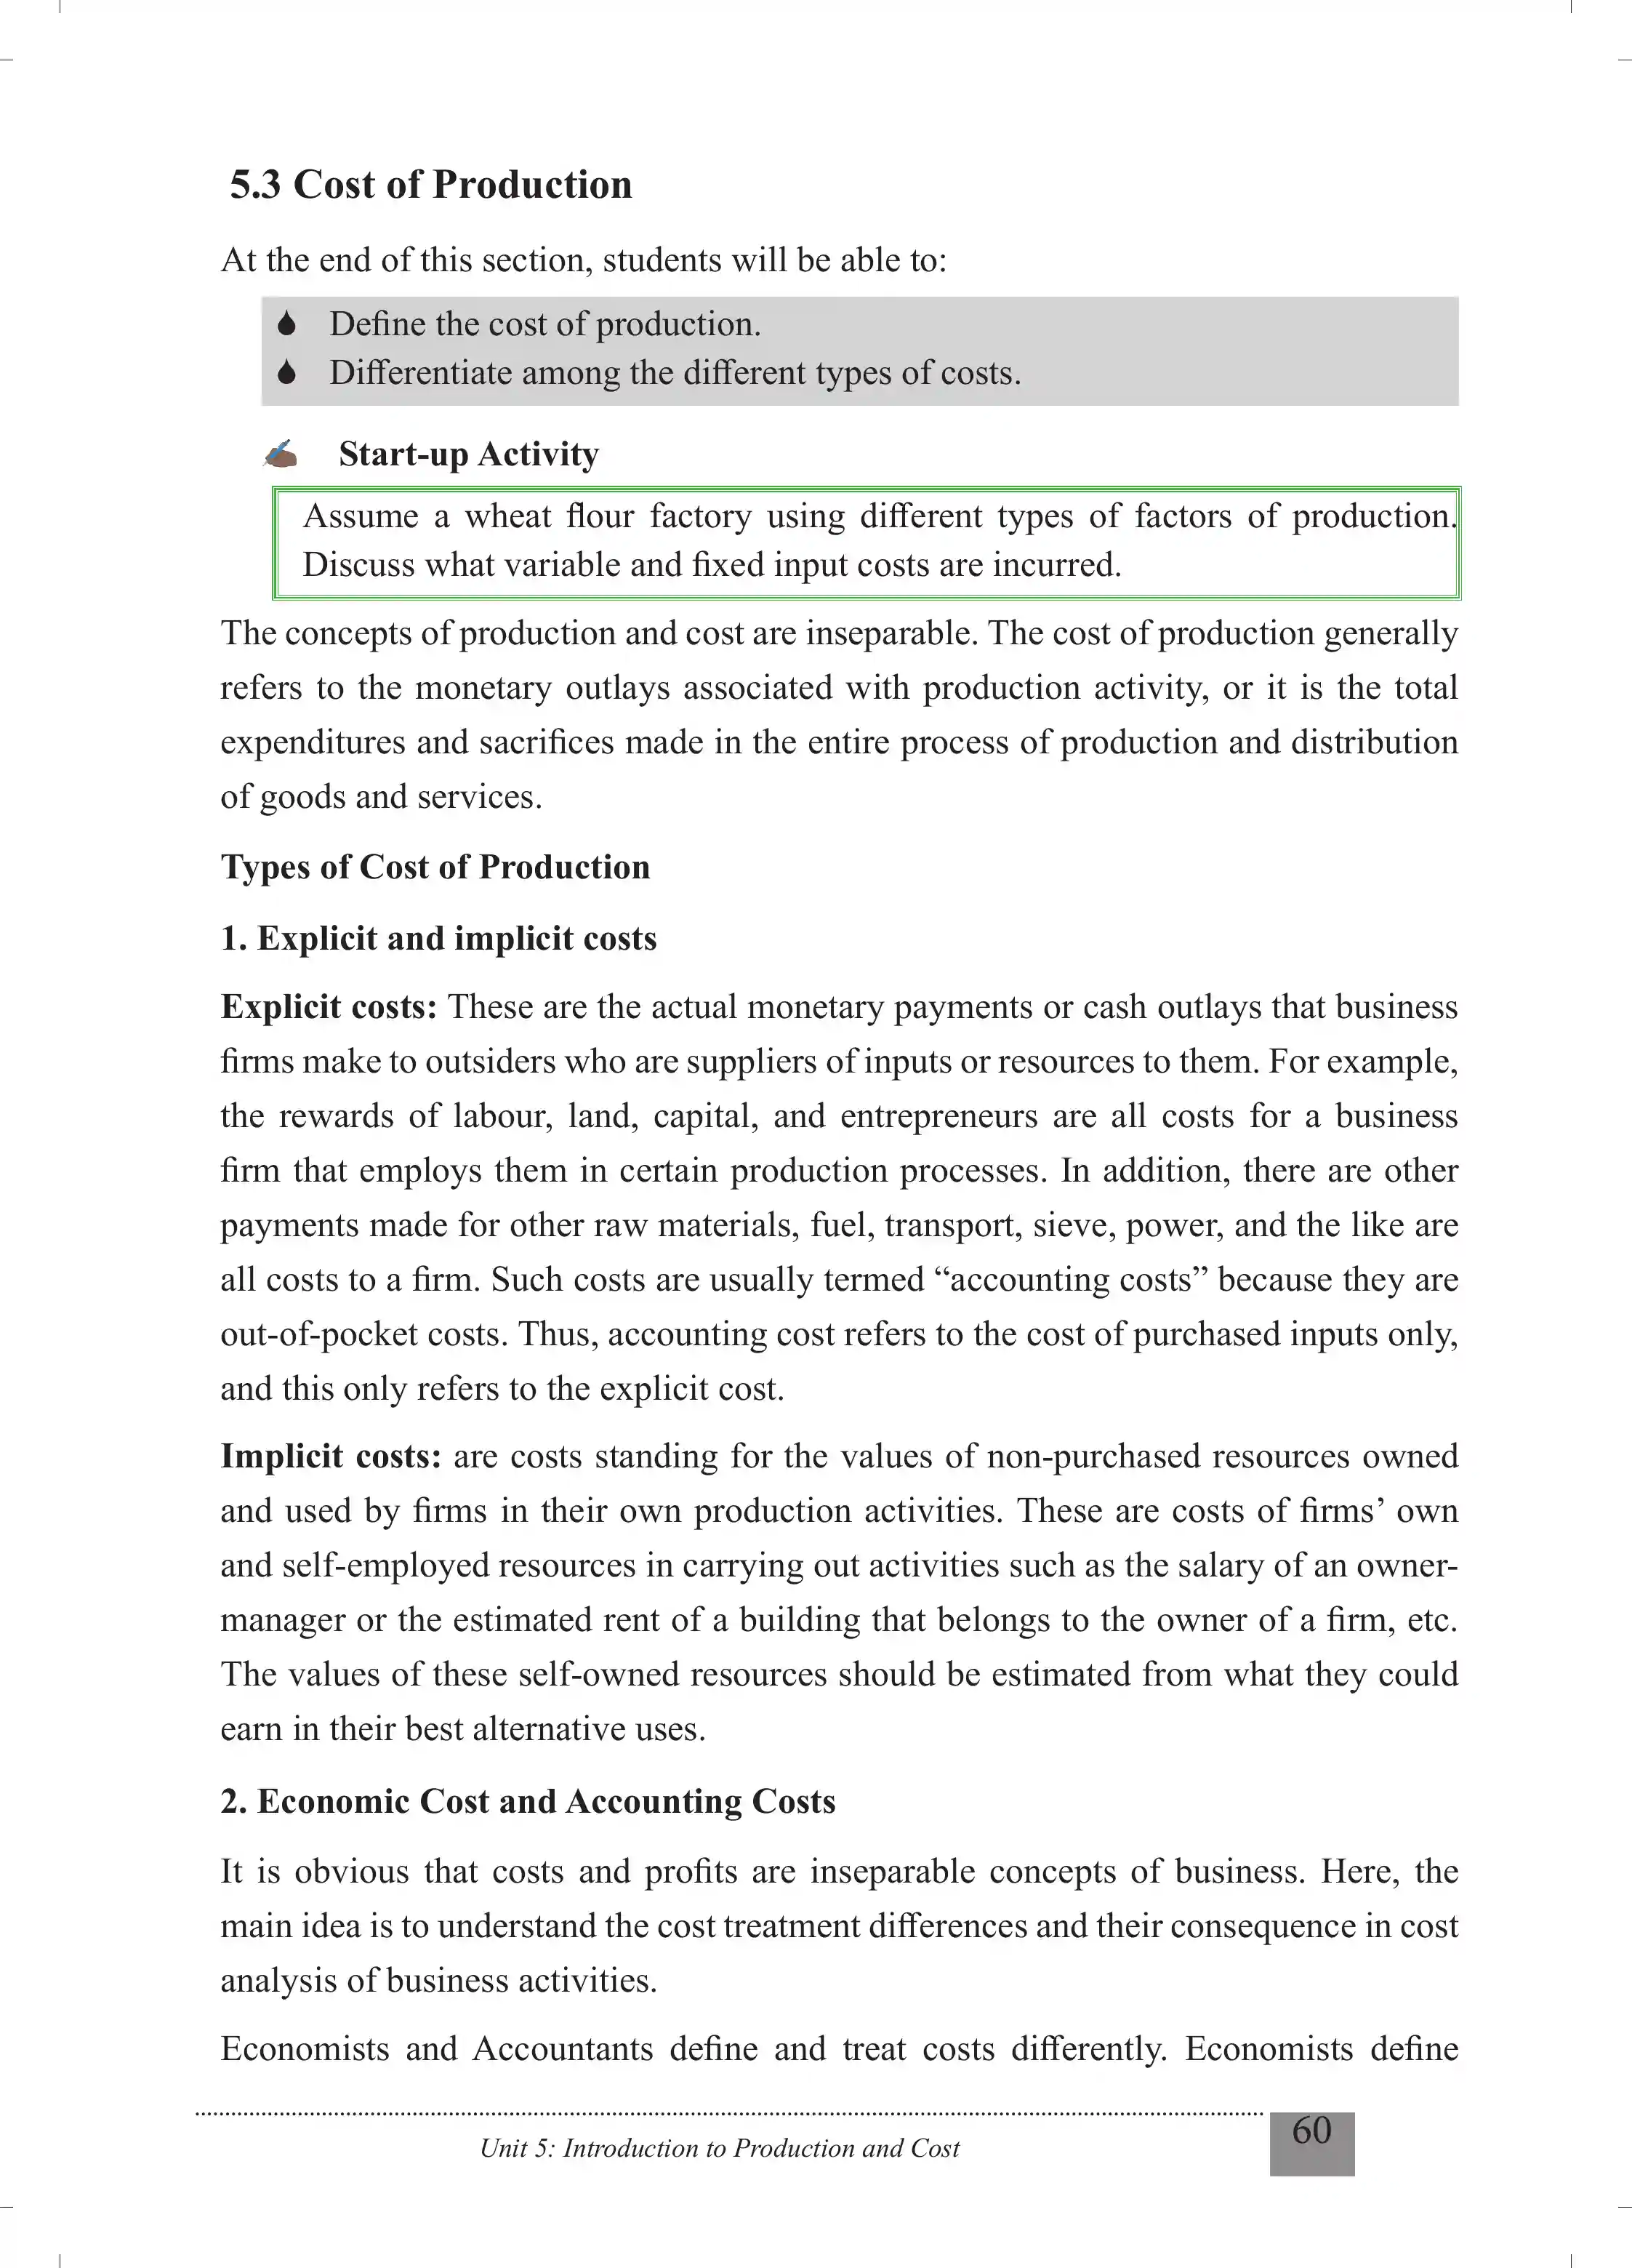 5.3 Cost of Production
At the end of this section, students will be able to:
Define the cost of production.
Differentiate among the different types of costs.
Start-up Activity
Assume a wheat flour factory using different types of factors of production.
Discuss what variable and fixed input costs are incurred.
The concepts of production and cost are inseparable. The cost of production generally
refers to the monetary outlays associated with production activity, or it is the total
expenditures and sacrifices made in the entire process of production and distribution
of goods and services.
Types of Cost of Production
1. Explicit and implicit costs
Explicit costs: These are the actual monetary payments or cash outlays that business
firms make to outsiders who are suppliers of inputs or resources to them. For example,
the rewards of labour, land, capital, and entrepreneurs are all costs for a business
firm that employs them in certain production processes. In addition, there are other
payments made for other raw materials, fuel, transport, sieve, power, and the like are
all costs to a firm. Such costs are usually termed “accounting costs” because they are
out-of-pocket costs. Thus, accounting cost refers to the cost of purchased inputs only,
and this only refers to the explicit cost.
Implicit costs: are costs standing for the values of non-purchased resources owned
and used by firms in their own production activities. These are costs of firms’ own
and self-employed resources in carrying out activities such as the salary of an owner-
manager or the estimated rent of a building that belongs to the owner of a firm, etc.
The values of these self-owned resources should be estimated from what they could
earn in their best alternative uses.
2. Economic Cost and Accounting Costs
It is obvious that costs and profits are inseparable concepts of business. Here, the
main idea is to understand the cost treatment differences and their consequence in cost
analysis of business activities.
Economists and Accountants define and treat costs differently. Economists define
Unit 5: Introduction to Production and Cost
60